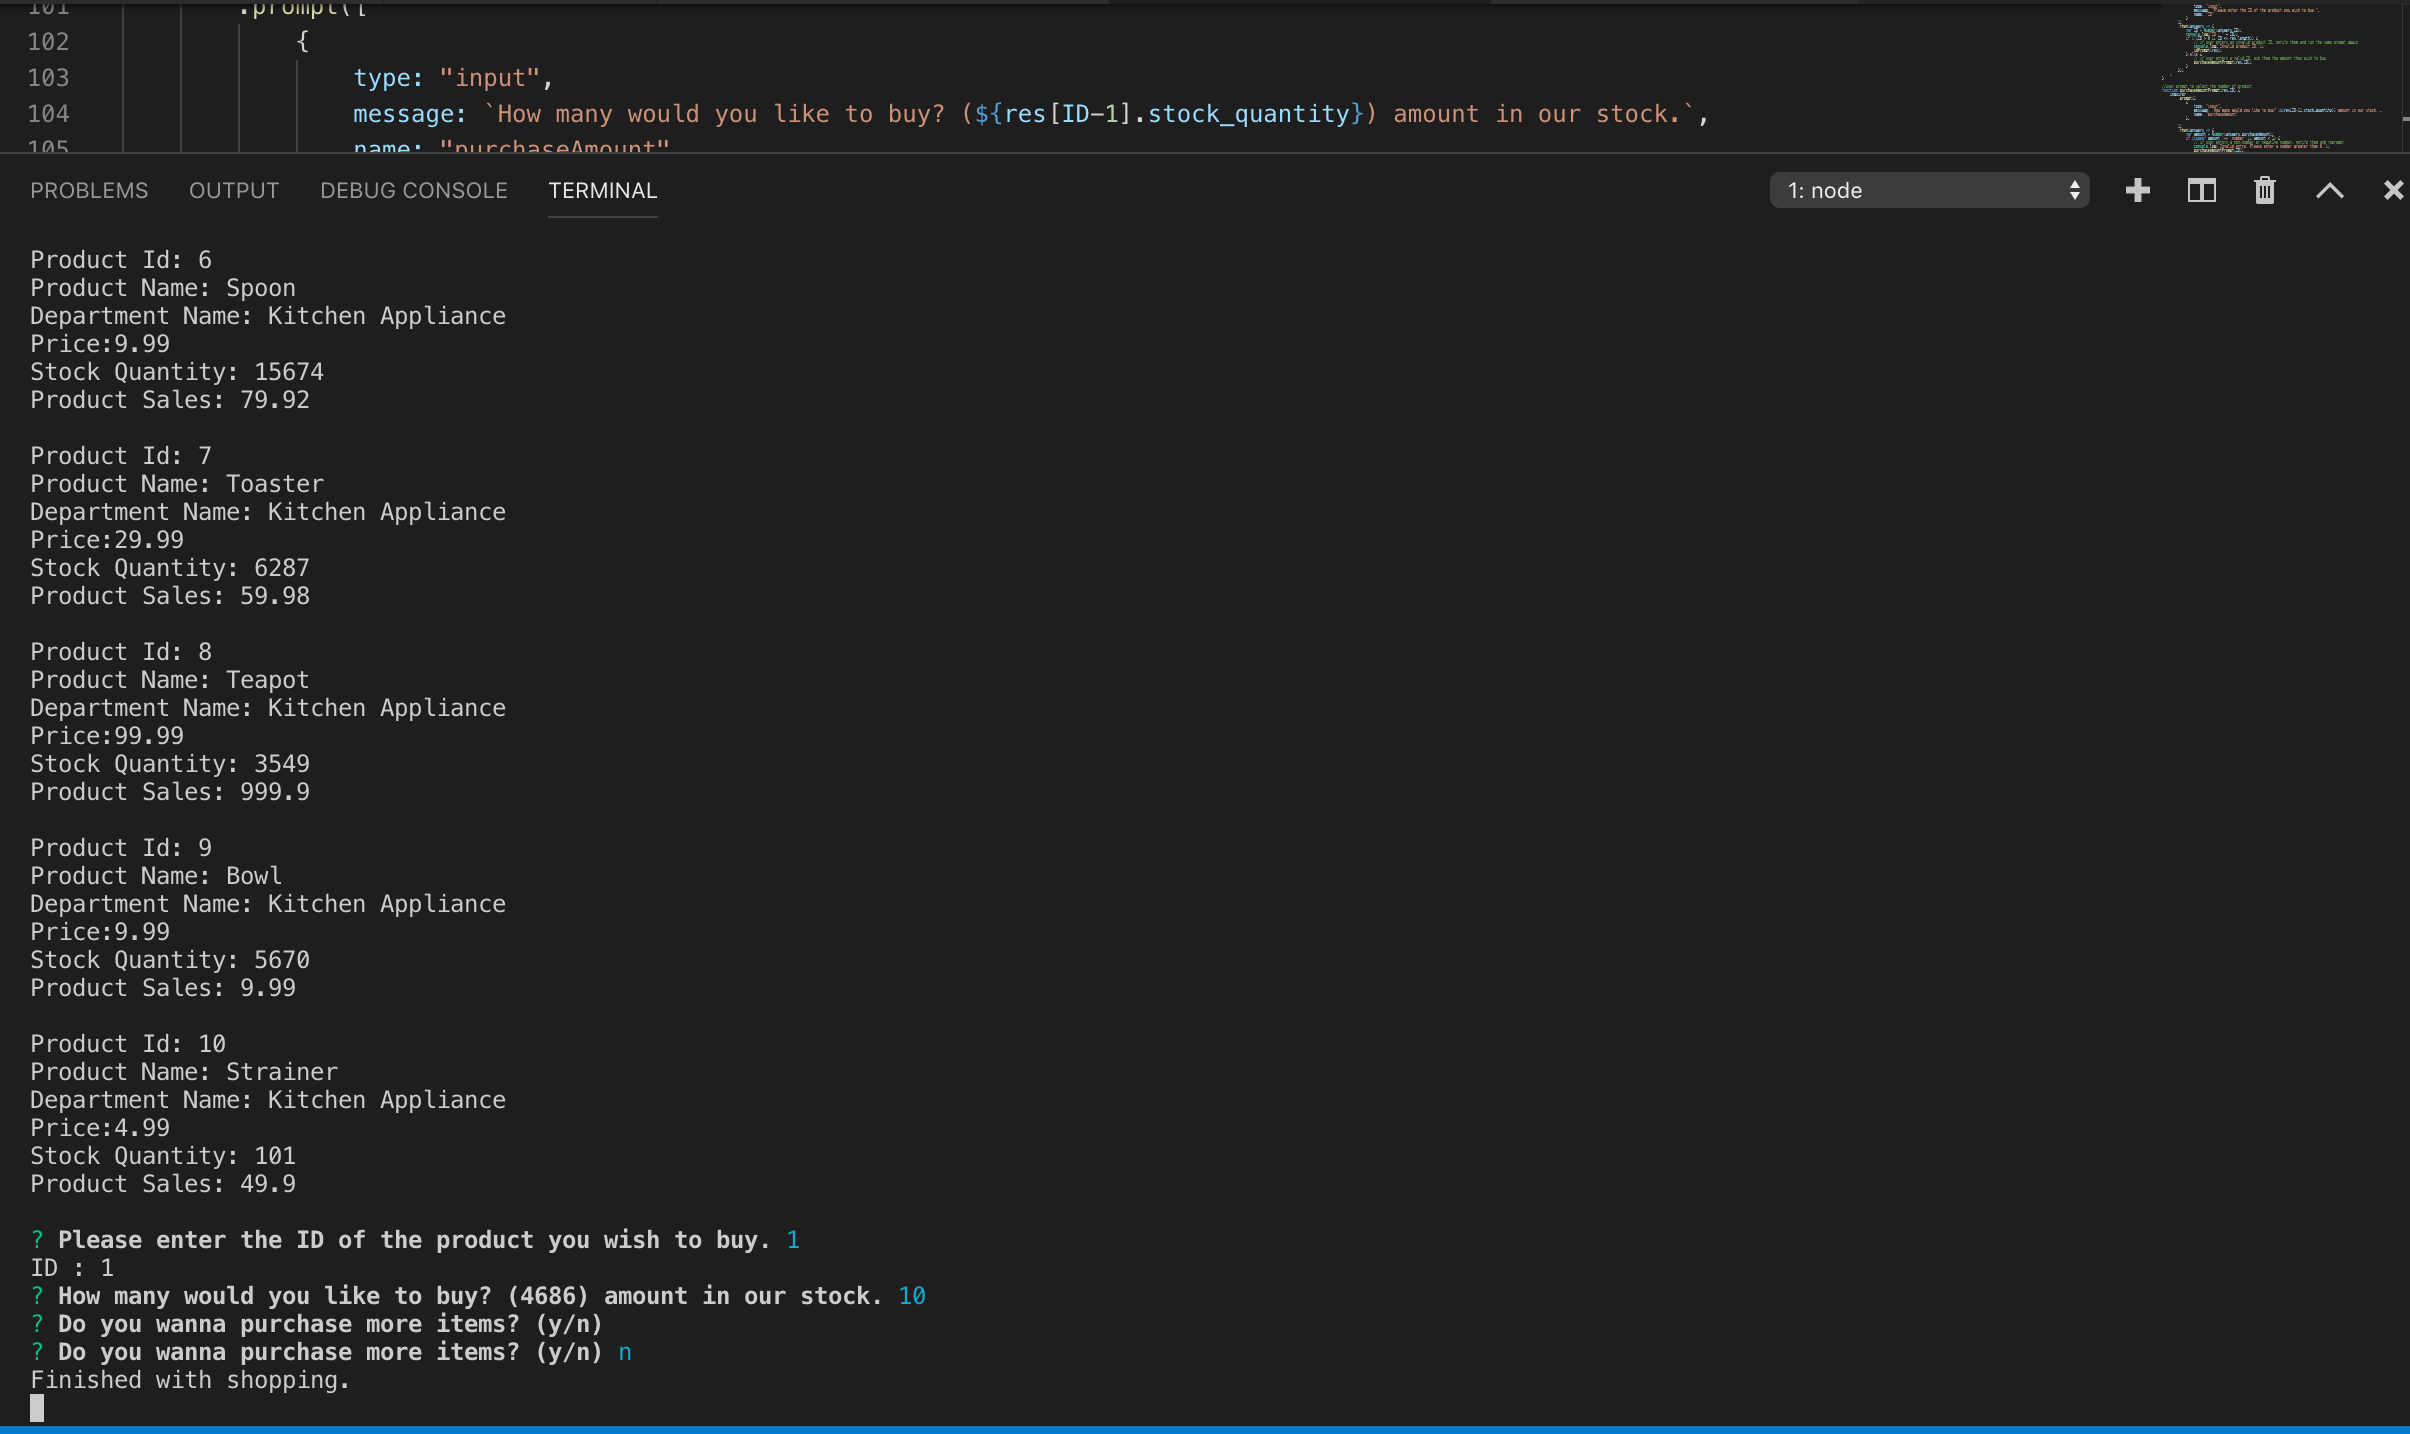 101 .prompt([
102 {
103 type: "input",
104 message: `How many would you like to buy? (${res[ID-1].stock_quantity}) amount in our stock.`,
105 name: "purchaseAmount"
PROBLEMS OUTPUT DEBUG CONSOLE TERMINAL 1: node
Product Id: 6
Product Name: Spoon
Department Name: Kitchen Appliance
Price:9.99
Stock Quantity: 15674
Product Sales: 79.92
Product Id: 7
Product Name: Toaster
Department Name: Kitchen Appliance
Price:29.99
Stock Quantity: 6287
Product Sales: 59.98
Product Id: 8
Product Name: Teapot
Department Name: Kitchen Appliance
Price:99.99
Stock Quantity: 3549
Product Sales: 999.9
Product Id: 9
Product Name: Bowl
Department Name: Kitchen Appliance
Price:9.99
Stock Quantity: 5670
Product Sales: 9.99
Product Id: 10
Product Name: Strainer
Department Name: Kitchen Appliance
Price:4.99
Stock Quantity: 101
Product Sales: 49.9
? Please enter the ID of the product you wish to buy. 1
ID : 1
? How many would you like to buy? (4686) amount in our stock. 10
? Do you wanna purchase more items? (y/n)
? Do you wanna purchase more items? (y/n) n
Finished with shopping.